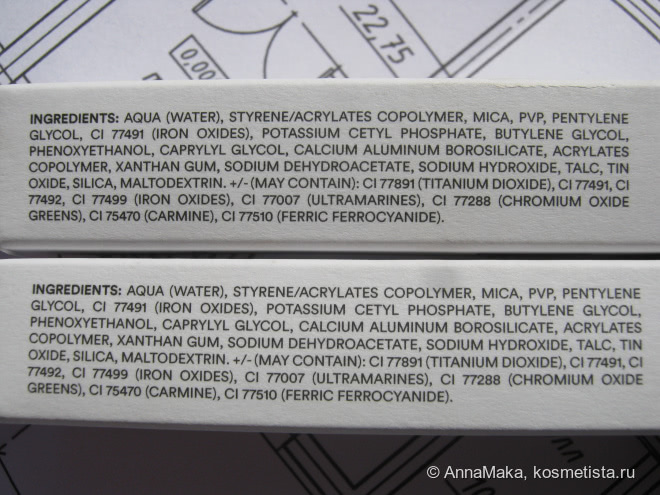 22,75
0,00
INGREDIENTS: AQUA (WATER), STYRENE/ACRYLATES COPOLYMER, MICA, PVP, PENTYLENE
GLYCOL, CI 77491 (IRON OXIDES), POTASSIUM CETYL PHOSPHATE, BUTYLENE GLYCOL,
PHENOXYETHANOL, CAPRYLYL GLYCOL, CALCIUM ALUMINUM BOROSILICATE, ACRYLATES
COPOLYMER, XANTHAN GUM, SODIUM DEHYDROACETATE, SODIUM HYDROXIDE, TALC, TIN
OXIDE, SILICA, MALTODEXTRIN. +/- (MAY CONTAIN): CI 77891 (TITANIUM DIOXIDE), CI 77491, CI
77492, CI 77499 (IRON OXIDES), CI 77007 (ULTRAMARINES), CI 77288 (CHROMIUM OXIDE
GREENS), CI 75470 (CARMINE), CI 77510 (FERRIC FERROCYANIDE).
INGREDIENTS: AQUA (WATER), STYRENE/ACRYLATES COPOLYMER, MICA, PVP, PENTYLENE
GLYCOL, CI 77491 (IRON OXIDES), POTASSIUM CETYL PHOSPHATE, BUTYLENE GLYCOL,
PHENOXYETHANOL, CAPRYLYL GLYCOL, CALCIUM ALUMINUM BOROSILICATE, ACRYLATES
COPOLYMER, XANTHAN GUM, SODIUM DEHYDROACETATE, SODIUM HYDROXIDE, TALC, TIN
OXIDE, SILICA, MALTODEXTRIN. +/- (MAY CONTAIN): CI 77891 (TITANIUM DIOXIDE), CI 77491, CI
77492, CI 77499 (IRON OXIDES), CI 77007 (ULTRAMARINES), CI 77288 (CHROMIUM OXIDE
GREENS), CI 75470 (CARMINE), CI 77510 (FERRIC FERROCYANIDE).
© AnnaMaka, kosmetista.ru